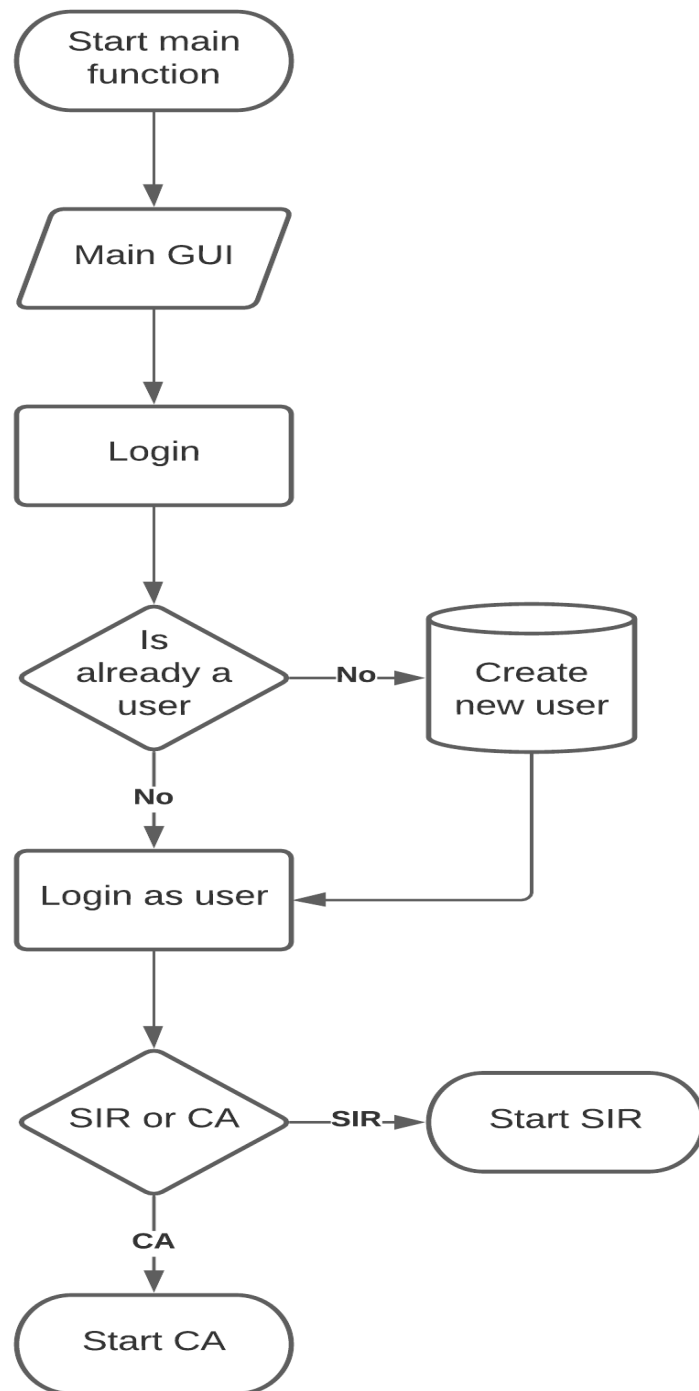 Start main
function
Main GUI
Login
Is
already a
user
No
Create
new user
No
Login as user
SIR or CA
SIR
Start SIR
CA
Start CA